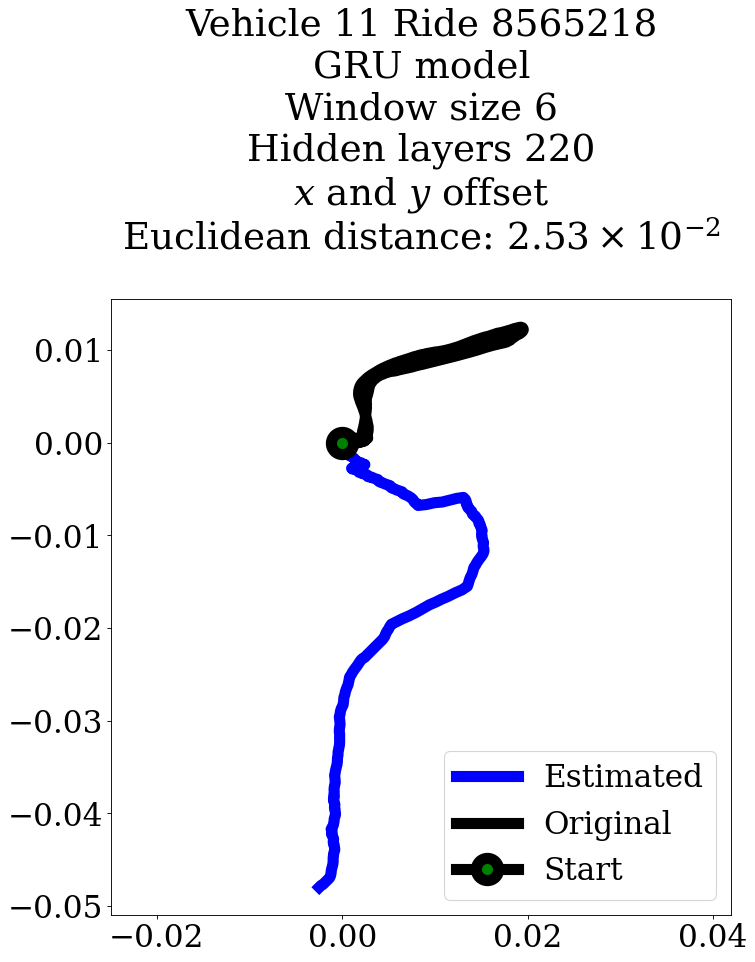 Vehicle 11 Ride 8565218
GRU model
Window size 6
Hidden layers 220
x and y offset
Euclidean distance: 2.53 × 10⁻²
0.01
0.00
−0.01
−0.02
−0.03
−0.04
−0.05
Estimated
Original
Start
−0.02 0.00 0.02 0.04